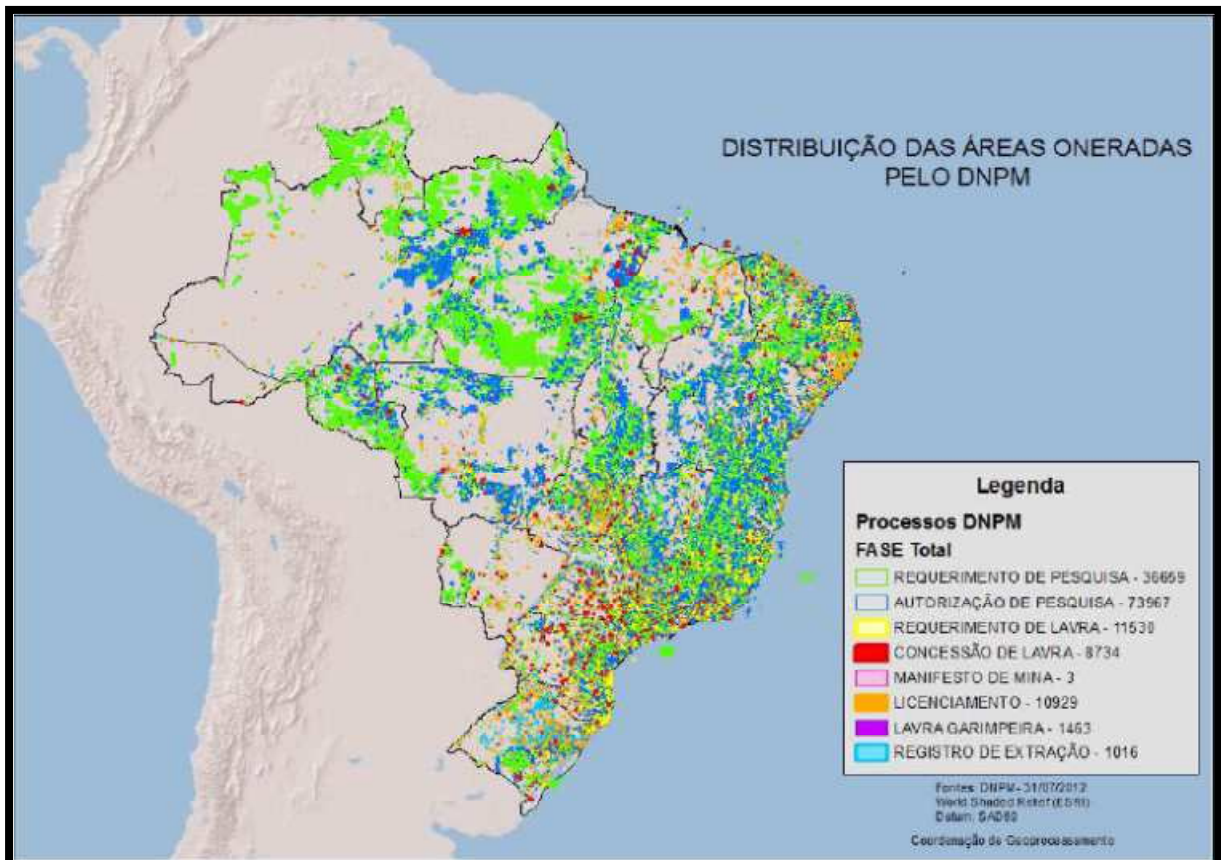 DISTRIBUIÇÃO DAS ÁREAS ONERADAS
PELO DNPM
Legenda
Processos DNPM
FASE Total
REQUERIMENTO DE PESQUISA - 36659
AUTORIZAÇÃO DE PESQUISA - 73967
REQUERIMENTO DE LAVRA - 11530
CONCESSÃO DE LAVRA - 8734
MANIFESTO DE MINA - 3
LICENCIAMENTO - 10929
LAVRA GARIMPEIRA - 1463
REGISTRO DE EXTRAÇÃO - 1016
Fontes: DNPM - 31/07/2012
World Shaded Relief (ESRI)
Datum: SAD69
Coordenação de Geoprocessamento